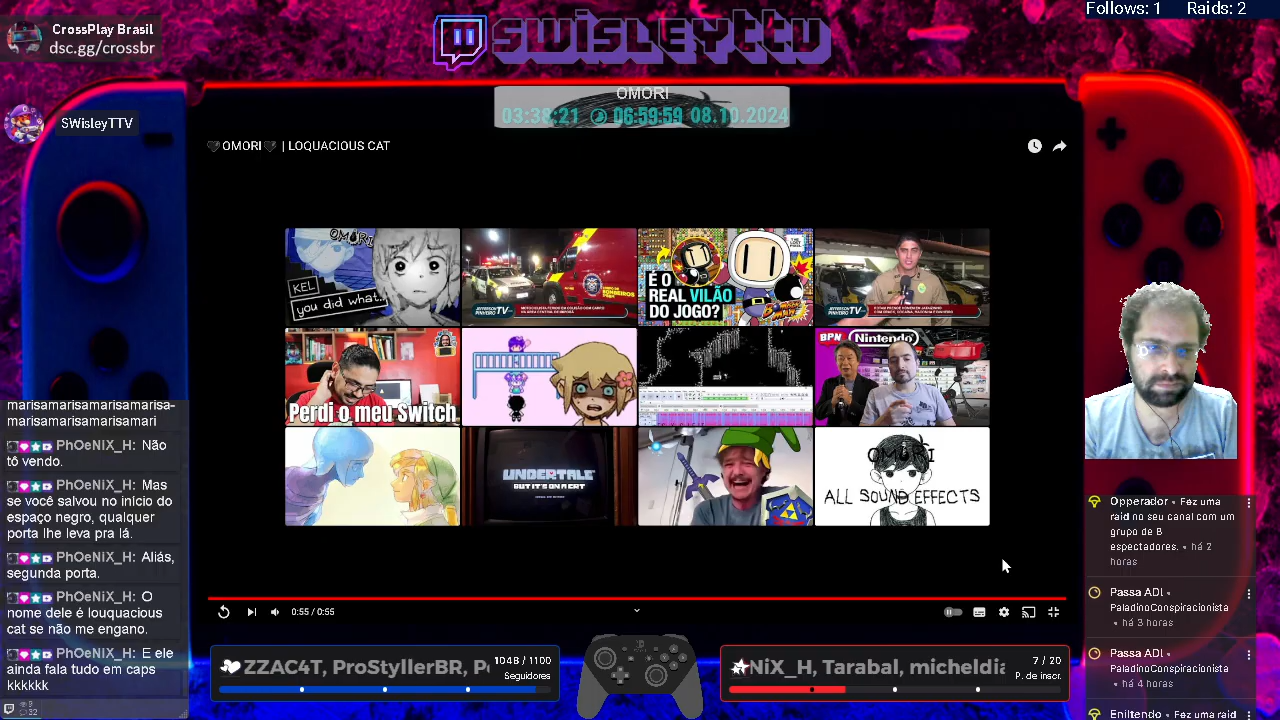 CrossPlay Brasil
dsc.gg/crossbr
SWISLEYTTV
Follows: 1 Raids: 2
SWisleyTTV
OMORI
03:38:21 06:59:59 08.10.2024
🖤OMORI🖤 | LOQUACIOUS CAT
OMORI
KEL
you did what...
É O
REAL VILÃO
DO JOGO?
Perdi o meu Switch
BPN Nintendo
UNDERTALE
BUT IT'S ON A CRT
OMORI
ALL SOUND EFFECTS
0:55 / 0:55
PhOeNiX_H: Não
tô vendo.
PhOeNiX_H: Mas
se você salvou no início do
espaço negro, qualquer
porta lhe leva pra lá.
PhOeNiX_H: Aliás,
segunda porta.
PhOeNiX_H: O
nome dele é louquacious
cat se não me engano.
PhOeNiX_H: E ele
ainda fala tudo em caps
kkkkkk
ZZAC4T, ProStyllerBR, P
1048 / 1100
Seguidores
NiX_H, Tarabal, micheldia
7 / 20
P. de inscr.
Opperador • Fez uma
raid no seu canal com um
grupo de 8
espectadores. • há 2
horas
Passa ADI •
PaladinoConspiracionista
• há 3 horas
Passa ADI •
PaladinoConspiracionista
• há 4 horas
Eniltendo • Fez uma raid